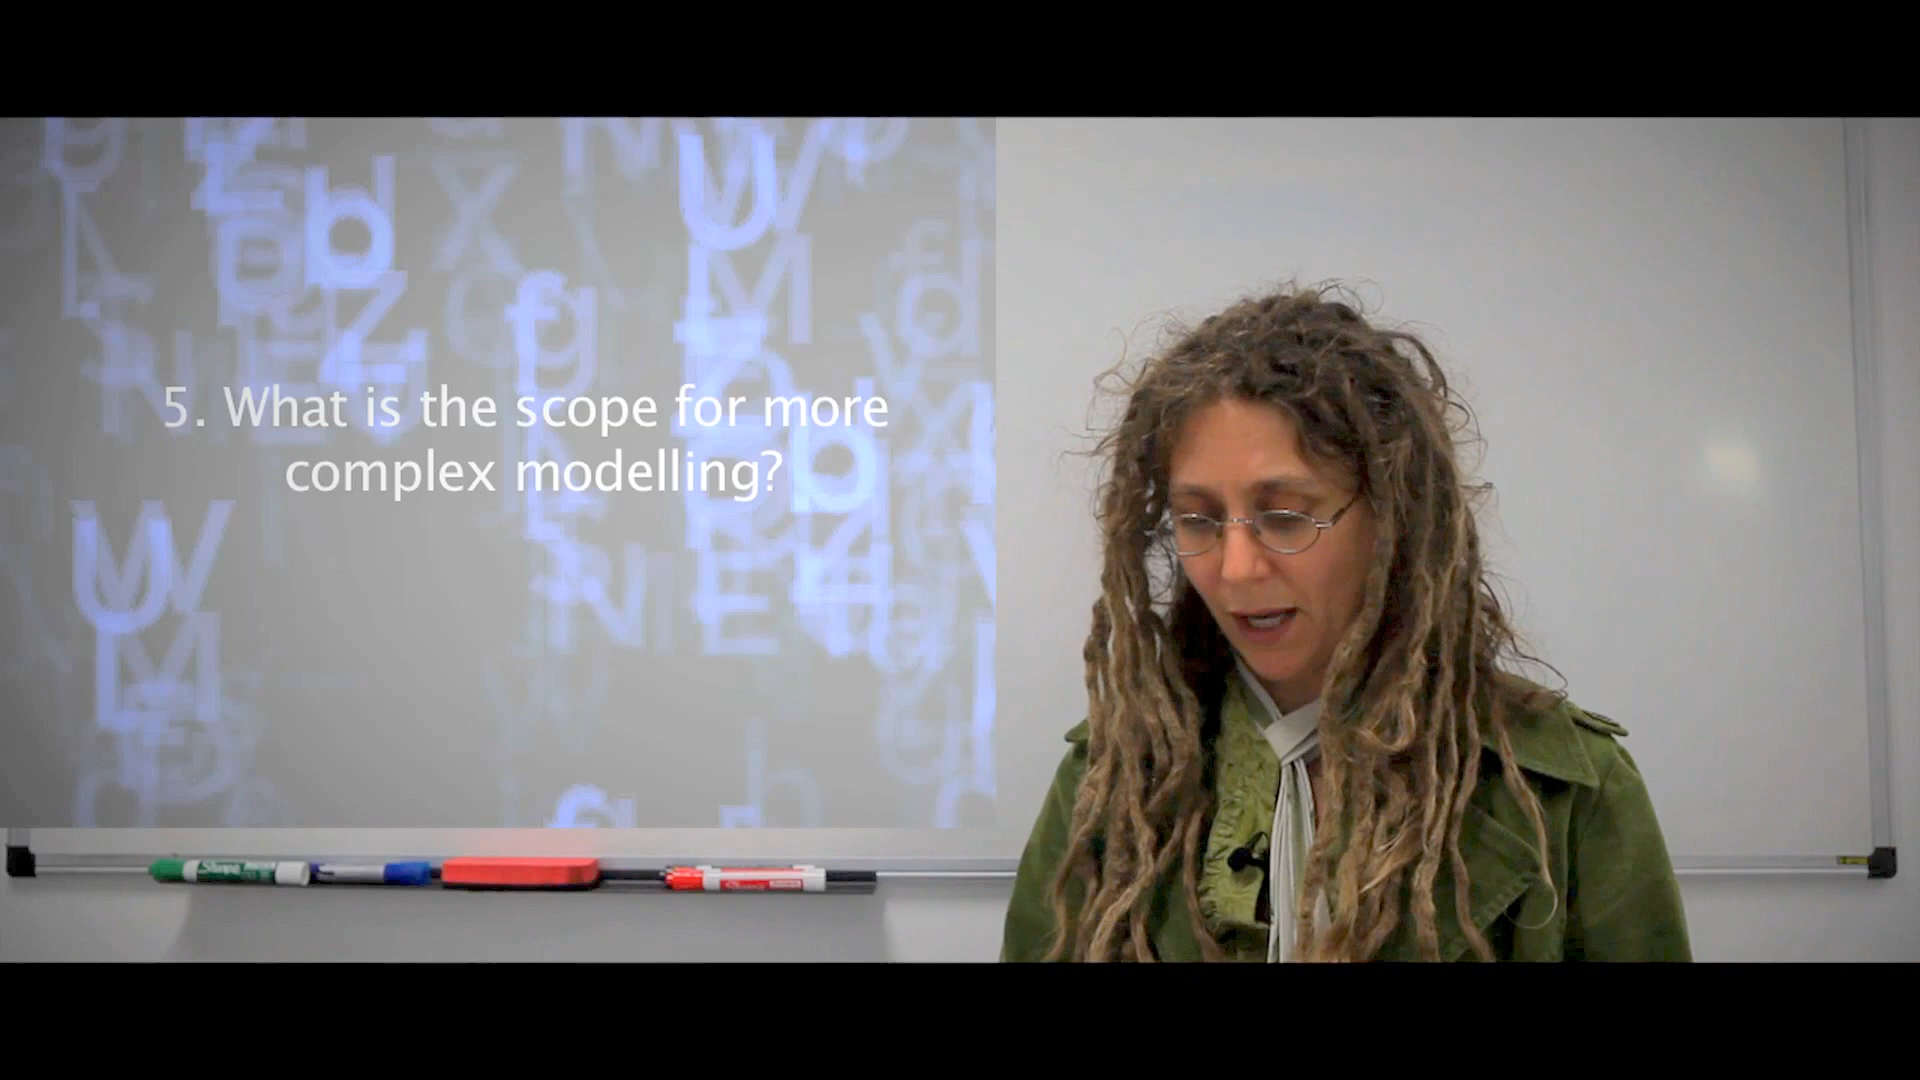 5. What is the scope for more
complex modelling?